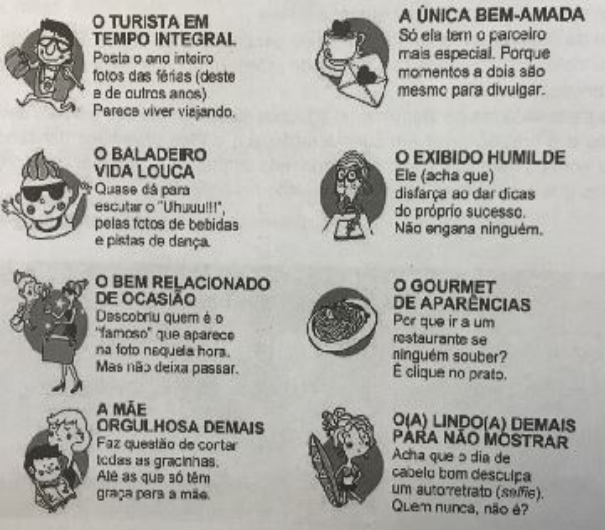 O TURISTA EM
TEMPO INTEGRAL
Posta o ano inteiro
fotos das férias (deste
e de outros anos)
Parece viver viajando.
A ÚNICA BEM-AMADA
Só ela tem o parceiro
mais especial. Porque
momentos a dois são
mesmo para divulgar.
O BALADEIRO
VIDA LOUCA
Quase dá para
escutar o "Uhuuu!!!",
pelas fotos de bebidas
e pistas de dança.
O EXIBIDO HUMILDE
Ele (acha que)
disfarça ao dar dicas
do próprio sucesso.
Não engana ninguém.
O BEM RELACIONADO
DE OCASIÃO
Descobriu quem é o
"famoso" que aparece
na foto naquela hora.
Mas não deixa passar.
O GOURMET
DE APARÊNCIAS
Por que ir a um
restaurante se
ninguém souber?
É clique no prato.
A MÃE
ORGULHOSA DEMAIS
Faz questão de contar
todas as gracinhas.
Até as que só têm
graça para a mãe.
O(A) LINDO(A) DEMAIS
PARA NÃO MOSTRAR
Acha que o dia de
cabelo bom desculpa
um autorretrato (selfie).
Quem nunca, não é?